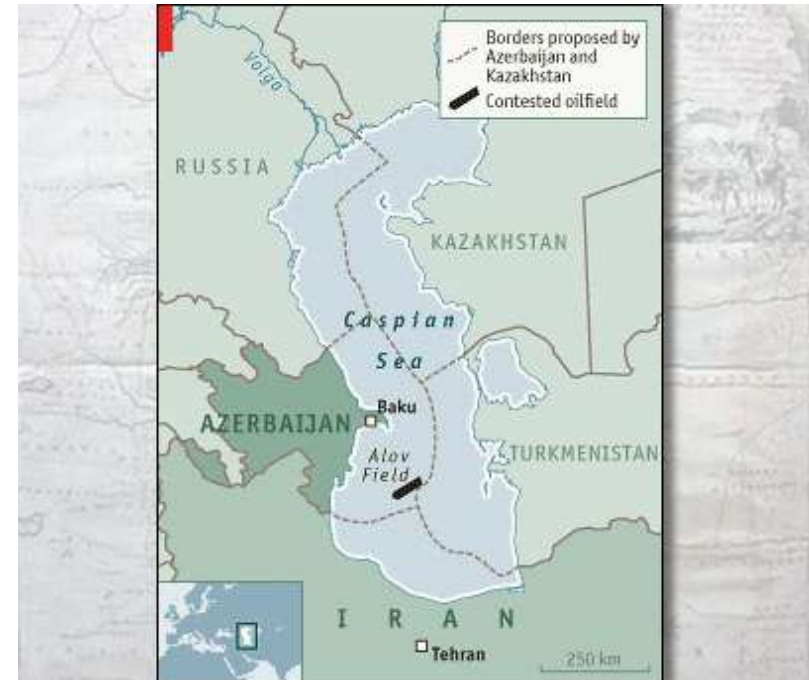 Borders proposed by
Azerbaijan and
Kazakhstan
Contested oilfield
Volga
RUSSIA
KAZAKHSTAN
Caspian
Sea
Baku
AZERBAIJAN
Alov
Field
TURKMENISTAN
IRAN
Tehran
250 km